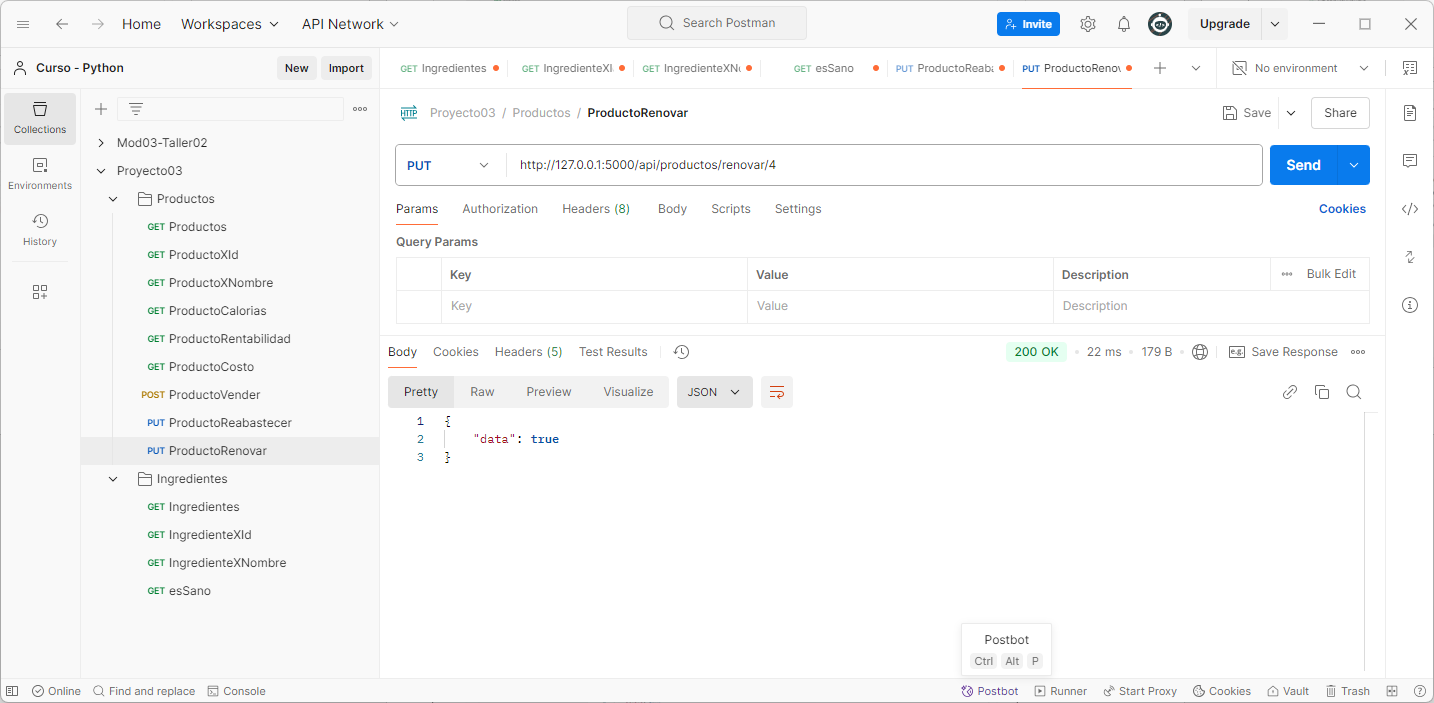 Home Workspaces API Network Search Postman Invite Upgrade
Curso - Python New Import
GET Ingredientes GET IngredienteXI GET IngredienteXN GET esSano PUT ProductoReaba PUT ProductoRenov No environment
Collections
Environments
History
Mod03-Taller02
Proyecto03
Productos
GET Productos
GET ProductoXId
GET ProductoXNombre
GET ProductoCalorias
GET ProductoRentabilidad
GET ProductoCosto
POST ProductoVender
PUT ProductoReabastecer
PUT ProductoRenovar
Ingredientes
GET Ingredientes
GET IngredienteXId
GET IngredienteXNombre
GET esSano
HTTP Proyecto03 / Productos / ProductoRenovar Save Share
PUT http://127.0.0.1:5000/api/productos/renovar/4 Send
Params Authorization Headers (8) Body Scripts Settings Cookies
Query Params
Key Value Description Bulk Edit
Key Value Description
Body Cookies Headers (5) Test Results 200 OK 22 ms 179 B e.g. Save Response
Pretty Raw Preview Visualize JSON
1 {
2 "data": true
3 }
Postbot
Ctrl Alt P
Online Find and replace Console Postbot Runner Start Proxy Cookies Vault Trash